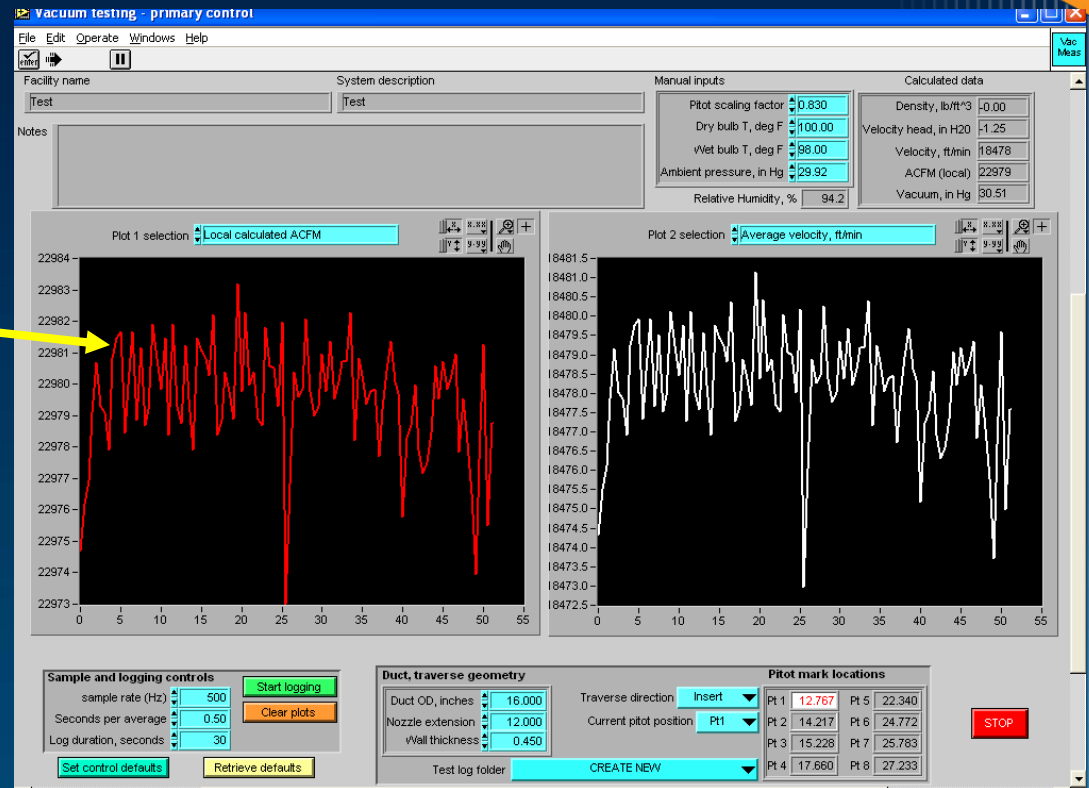 Vacuum testing - primary control
File Edit Operate Windows Help
enter
Vac
Meas
Facility name
Test
System description
Test
Notes
Manual inputs
Pitot scaling factor 0.830
Dry bulb T, deg F 100.00
Wet bulb T, deg F 98.00
Ambient pressure, in Hg 29.92
Relative Humidity, % 94.2
Calculated data
Density, lb/ft^3 -0.00
Velocity head, in H20 -1.25
Velocity, ft/min 18478
ACFM (local) 22979
Vacuum, in Hg 30.51
Plot 1 selection Local calculated ACFM
X X.XX
Y Y.YY
22984
22983
22982
22981
22980
22979
22978
22977
22976
22975
22974
22973
0 5 10 15 20 25 30 35 40 45 50 55
Plot 2 selection Average velocity, ft/min
X X.XX
Y Y.YY
18481.5
18481.0
18480.5
18480.0
18479.5
18479.0
18478.5
18478.0
18477.5
18477.0
18476.5
18476.0
18475.5
18475.0
18474.5
18474.0
18473.5
18473.0
18472.5
0 5 10 15 20 25 30 35 40 45 50 55
Sample and logging controls
sample rate (Hz) 500
Seconds per average 0.50
Log duration, seconds 30
Start logging
Clear plots
Set control defaults
Retrieve defaults
Duct, traverse geometry
Duct OD, inches 16.000
Nozzle extension 12.000
Wall thickness 0.450
Traverse direction Insert
Current pitot position Pt1
Test log folder CREATE NEW
Pitot mark locations
Pt 1 12.767 Pt 5 22.340
Pt 2 14.217 Pt 6 24.772
Pt 3 15.228 Pt 7 25.783
Pt 4 17.660 Pt 8 27.233
STOP